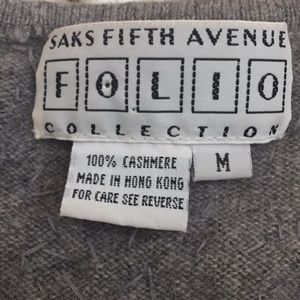 SAKS FIFTH AVENUE
FOLIO
COLLECTION
100% CASHMERE
MADE IN HONG KONG
FOR CARE SEE REVERSE
M